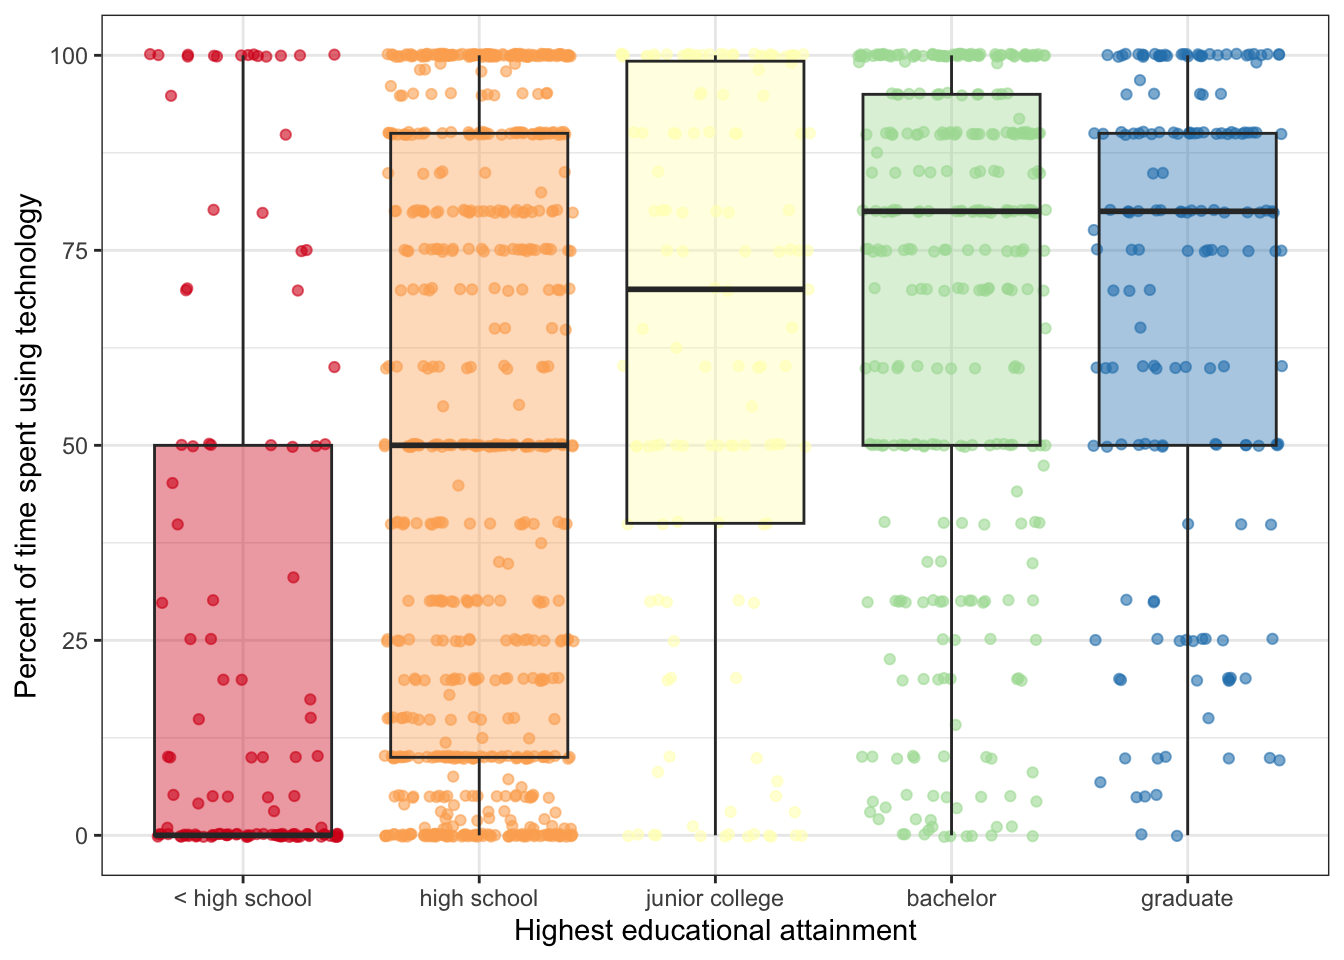 Percent of time spent using technology
100
75
50
25
0
< high school
high school
junior college
bachelor
graduate
Highest educational attainment